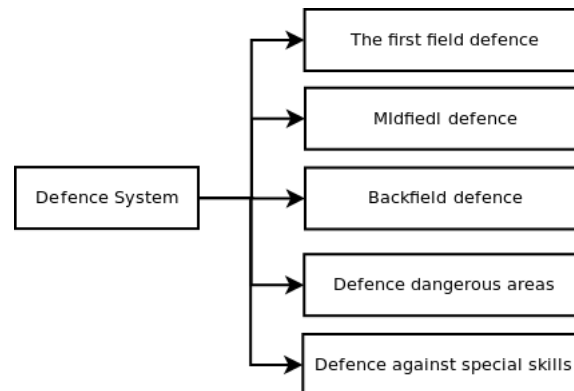 The first field defence
MIdfiedl defence
Defence System
Backfield defence
Defence dangerous areas
Defence against special skills